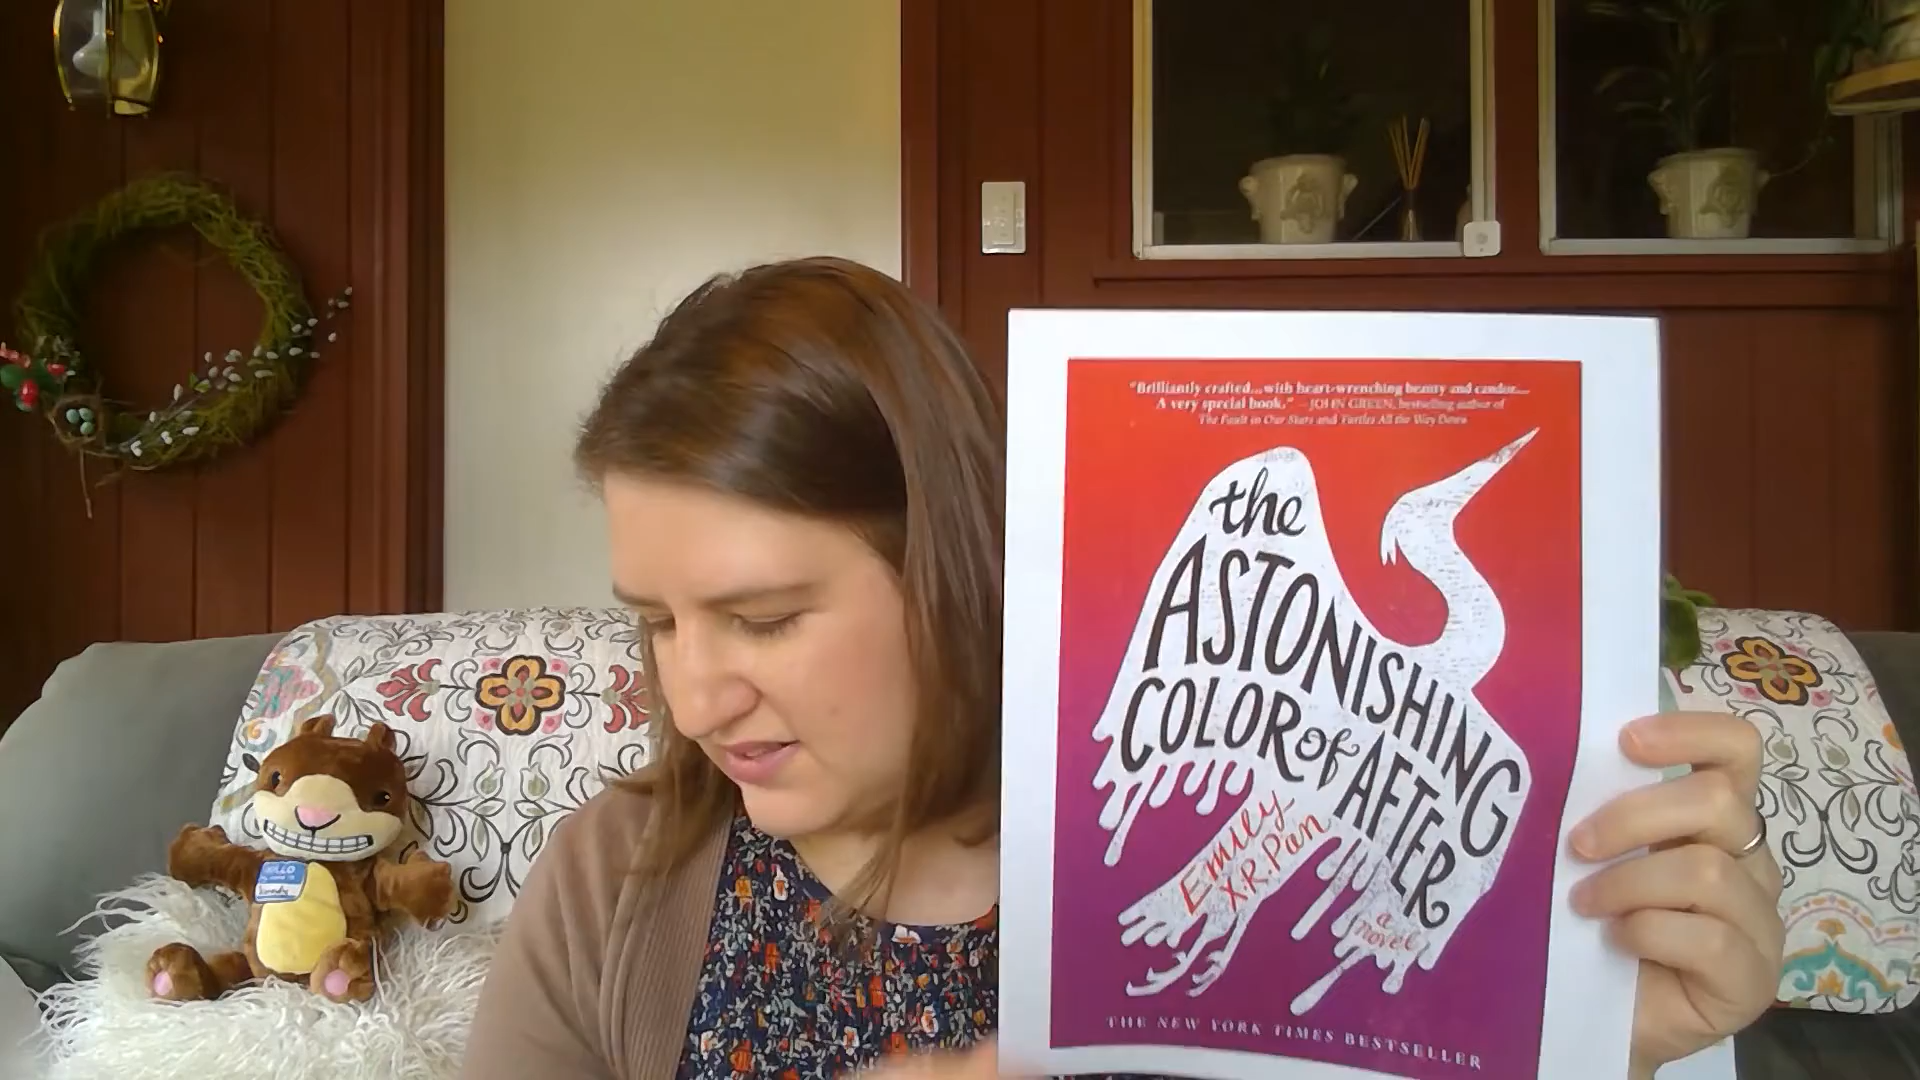 "Brilliantly crafted...with heart-wrenching beauty and candor....
A very special book." —JOHN GREEN, bestselling author of
The Fault in Our Stars and Turtles All the Way Down
the
ASTONISHING
COLOR of AFTER
Emily
X.R.Pan
a
novel
THE NEW YORK TIMES BESTSELLER
HELLO